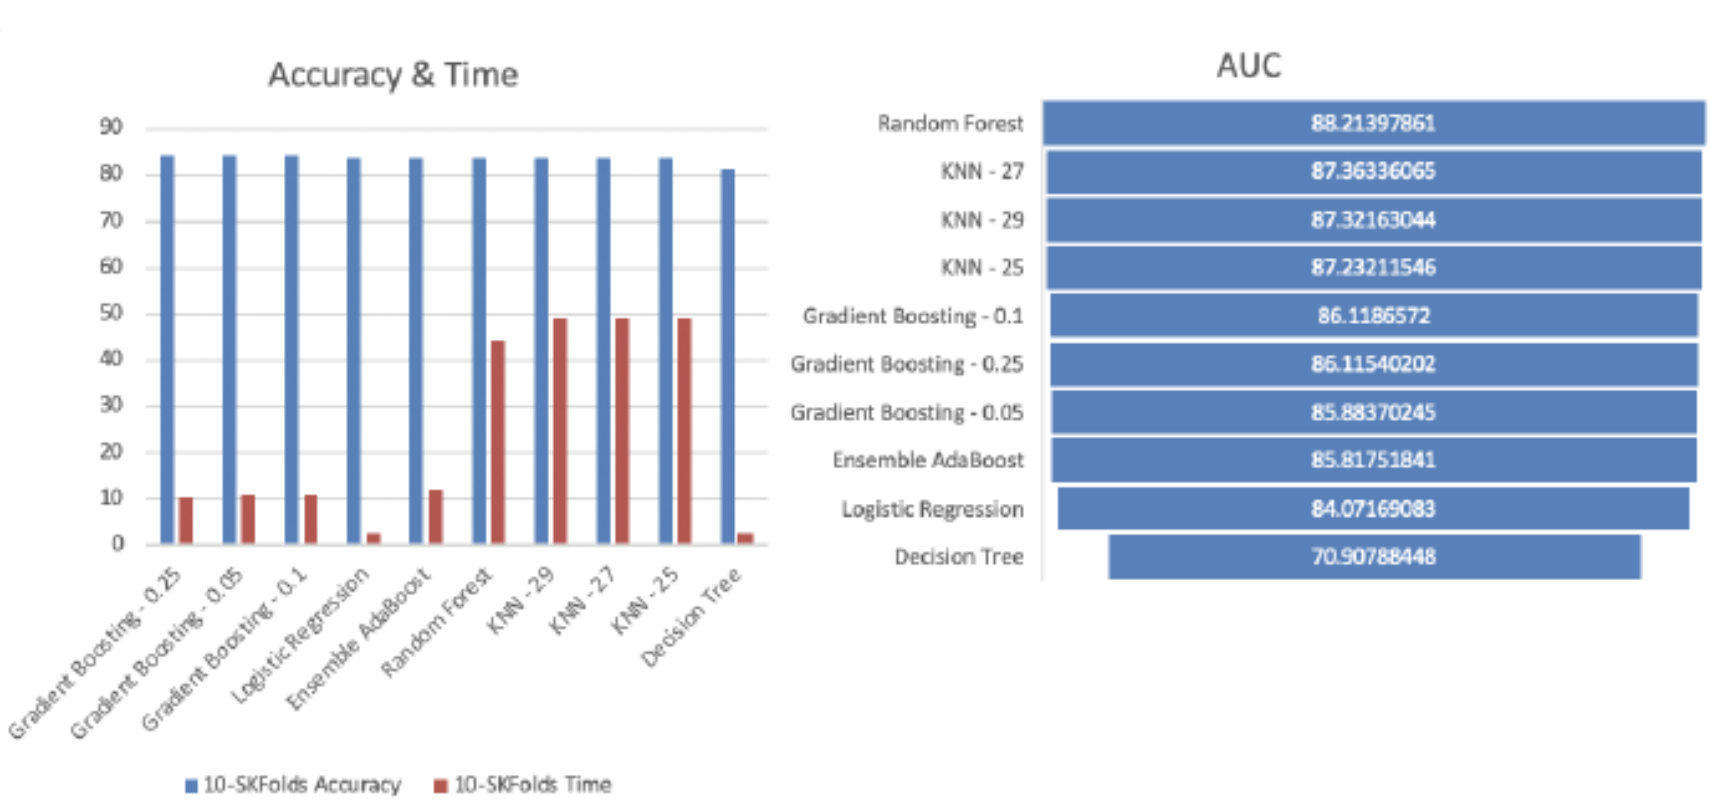 Accuracy & Time
90
80
70
60
50
40
30
20
10
0
Gradient Boosting - 0.25
Gradient Boosting - 0.05
Gradient Boosting - 0.1
Logistic Regression
Ensemble AdaBoost
Random Forest
KNN - 29
KNN - 27
KNN - 25
Decision Tree
10-SKFolds Accuracy
10-SKFolds Time
AUC
Random Forest 88.21397861
KNN - 27 87.36336065
KNN - 29 87.32163044
KNN - 25 87.23211546
Gradient Boosting - 0.1 86.1186572
Gradient Boosting - 0.25 86.11540202
Gradient Boosting - 0.05 85.88370245
Ensemble AdaBoost 85.81751841
Logistic Regression 84.07169083
Decision Tree 70.90788448